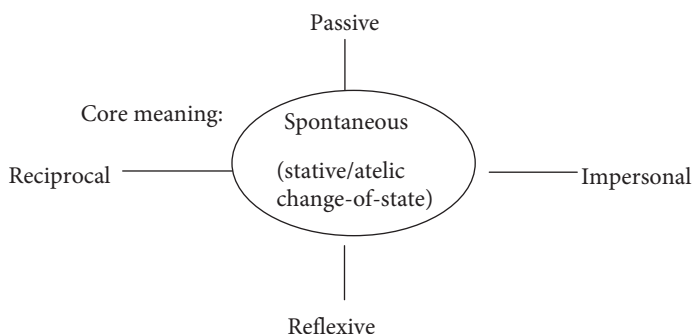 Passive
Core meaning:
Spontaneous
Reciprocal
(stative/atelic
change-of-state)
Impersonal
Reflexive